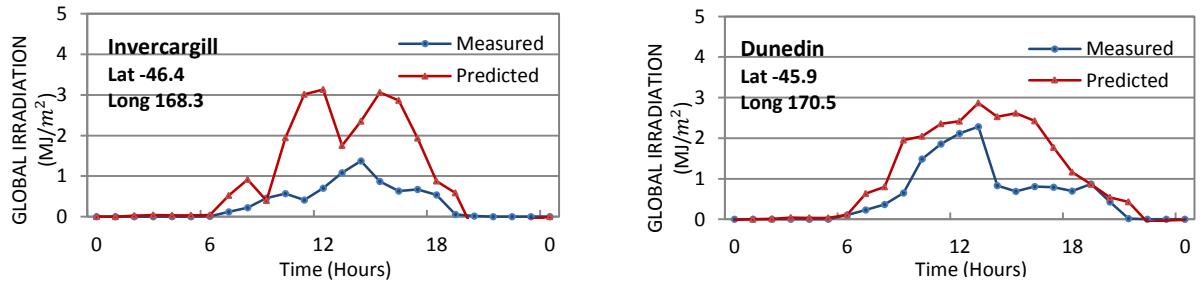 GLOBAL IRRADIATION
(MJ/m²)
5
4
3
2
1
0
Invercargill
Lat -46.4
Long 168.3
Measured
Predicted
0
6
12
18
0
Time (Hours)
GLOBAL IRRADIATION
(MJ/m²)
5
4
3
2
1
0
Dunedin
Lat -45.9
Long 170.5
Measured
Predicted
0
6
12
18
0
Time (Hours)